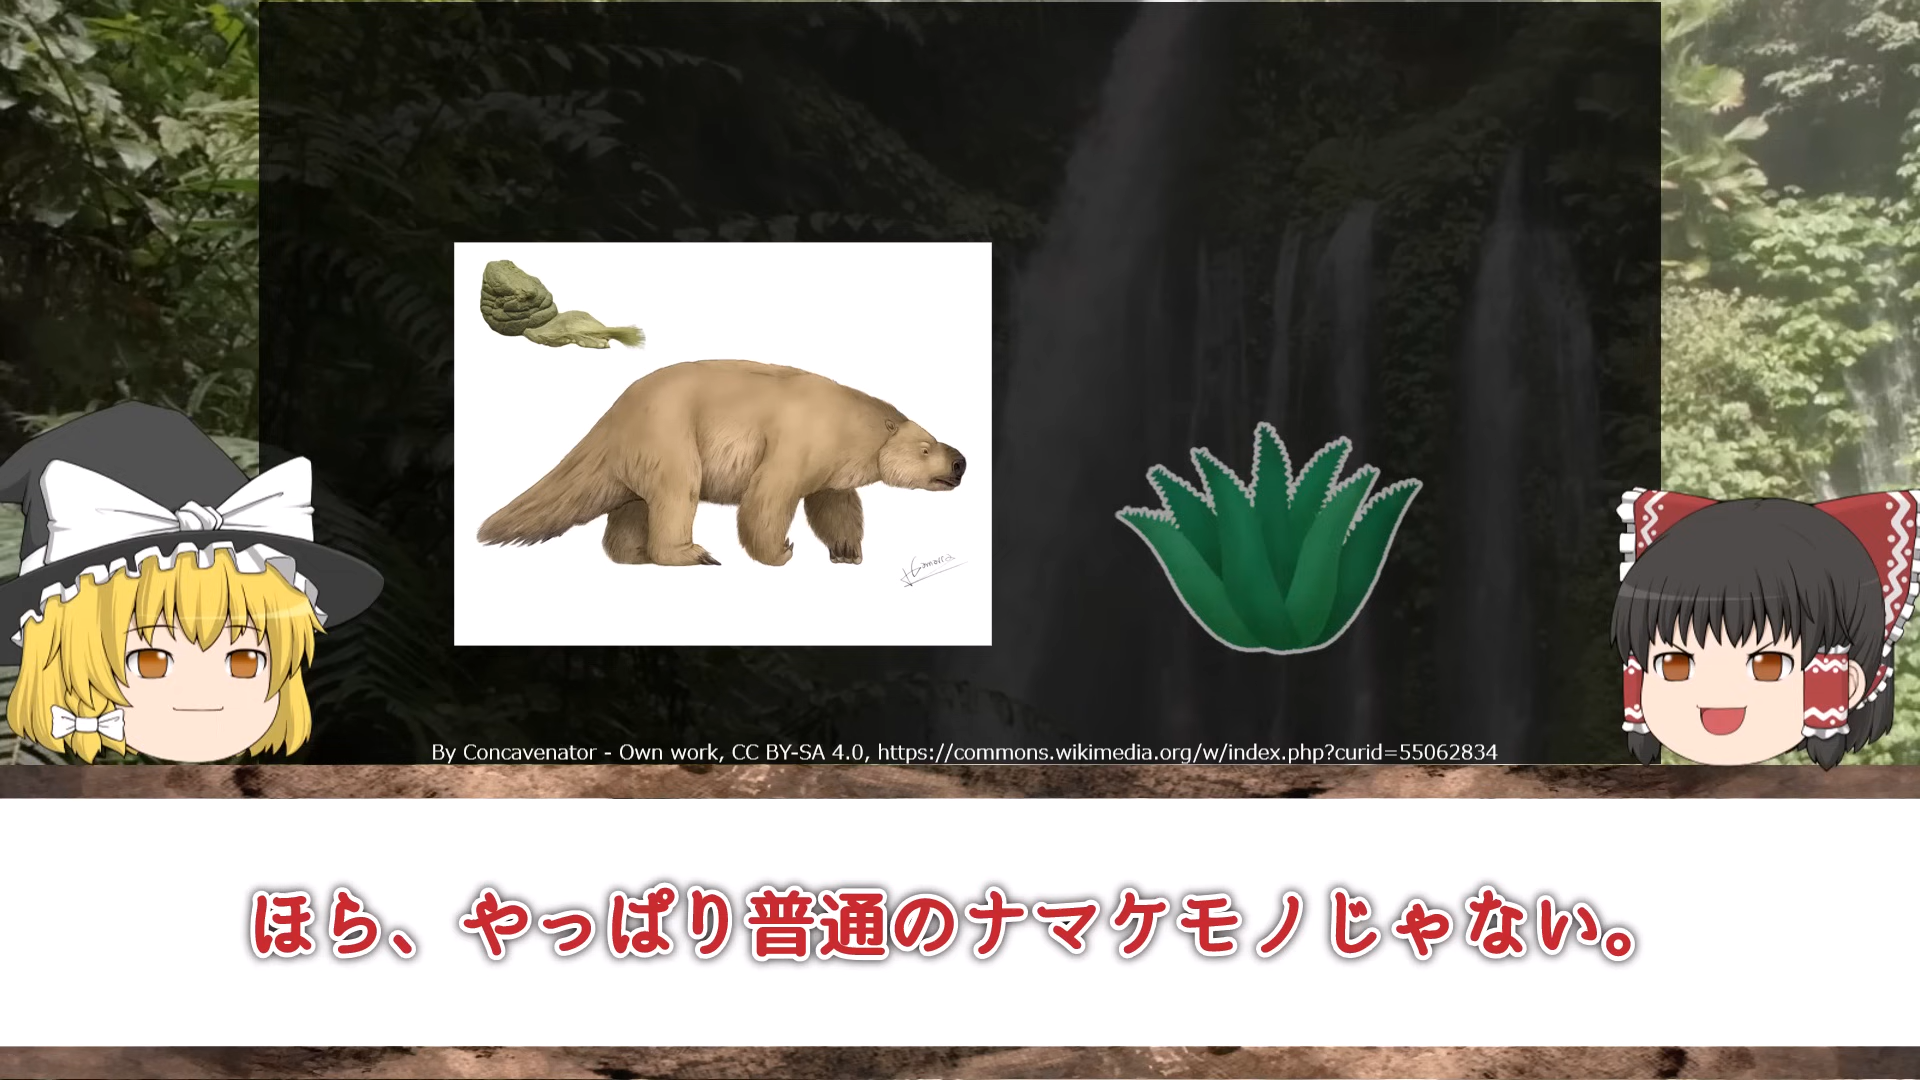 By Concavenator - Own work, CC BY-SA 4.0, https://commons.wikimedia.org/w/index.php?curid=55062834
ほら、やっぱり普通のナマケモノじゃない。